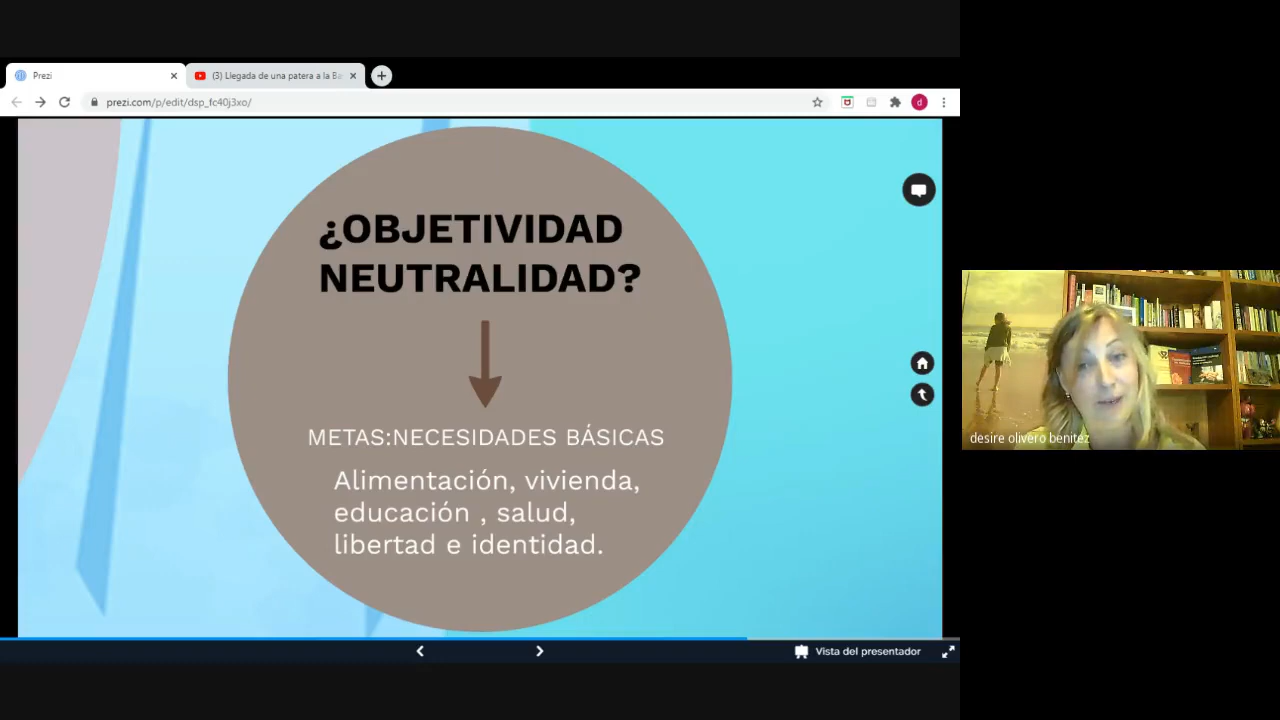 Prezi
(3) Llegada de una patera a la Ba
prezi.com/p/edit/dsp_fc40j3xo/
d
¿OBJETIVIDAD
NEUTRALIDAD?
METAS:NECESIDADES BÁSICAS
Alimentación, vivienda,
educación , salud,
libertad e identidad.
desire olivero benitez
Vista del presentador